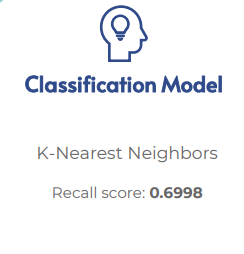 Classification Model
K-Nearest Neighbors
Recall score: 0.6998